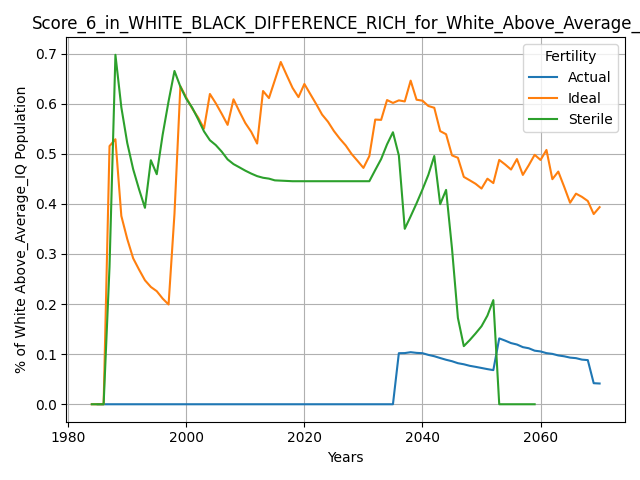 Score_6_in_WHITE_BLACK_DIFFERENCE_RICH_for_White_Above_Average_
% of White Above_Average_IQ Population
0.7
0.6
0.5
0.4
0.3
0.2
0.1
0.0
Fertility
Actual
Ideal
Sterile
1980
2000
2020
2040
2060
Years